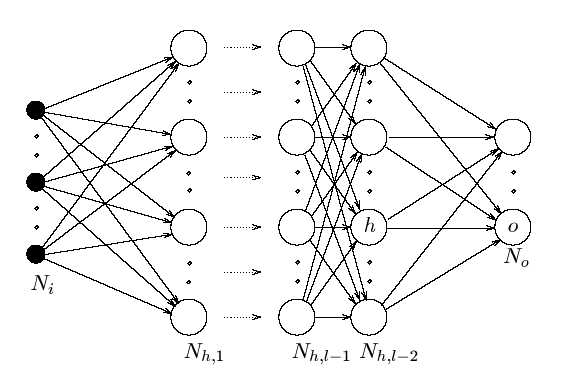 h
o
N_i
N_o
N_{h,1}
N_{h,l-1}
N_{h,l-2}